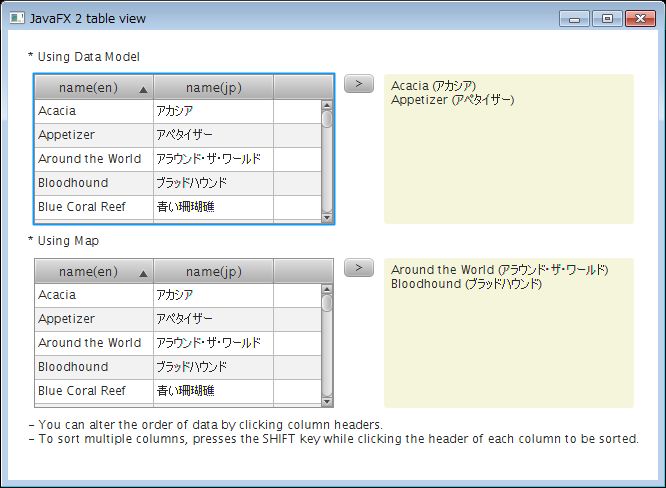 JavaFX 2 table view
* Using Data Model
name(en) name(jp)
Acacia アカシア
Appetizer アペタイザー
Around the World アラウンド・ザ・ワールド
Bloodhound ブラッドハウンド
Blue Coral Reef 青い珊瑚礁
>
Acacia (アカシア)
Appetizer (アペタイザー)
* Using Map
name(en) name(jp)
Acacia アカシア
Appetizer アペタイザー
Around the World アラウンド・ザ・ワールド
Bloodhound ブラッドハウンド
Blue Coral Reef 青い珊瑚礁
>
Around the World (アラウンド・ザ・ワールド)
Bloodhound (ブラッドハウンド)
- You can alter the order of data by clicking column headers.
- To sort multiple columns, presses the SHIFT key while clicking the header of each column to be sorted.